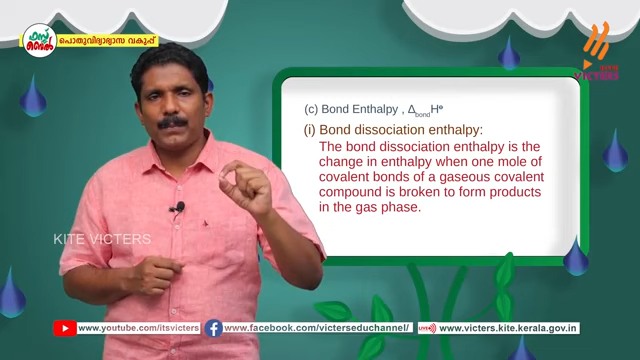 ഫസ്റ്റ്
ബെൽ
പൊതുവിദ്യാഭ്യാസ വകുപ്പ്
KITE
VICTERS
(c) Bond Enthalpy , ΔbondH⊖
(i) Bond dissociation enthalpy:
The bond dissociation enthalpy is the
change in enthalpy when one mole of
covalent bonds of a gaseous covalent
compound is broken to form products
in the gas phase.
KITE VICTERS
www.youtube.com/itsvicters
www.facebook.com/victerseduchannel/
LIVE
www.victers.kite.kerala.gov.in